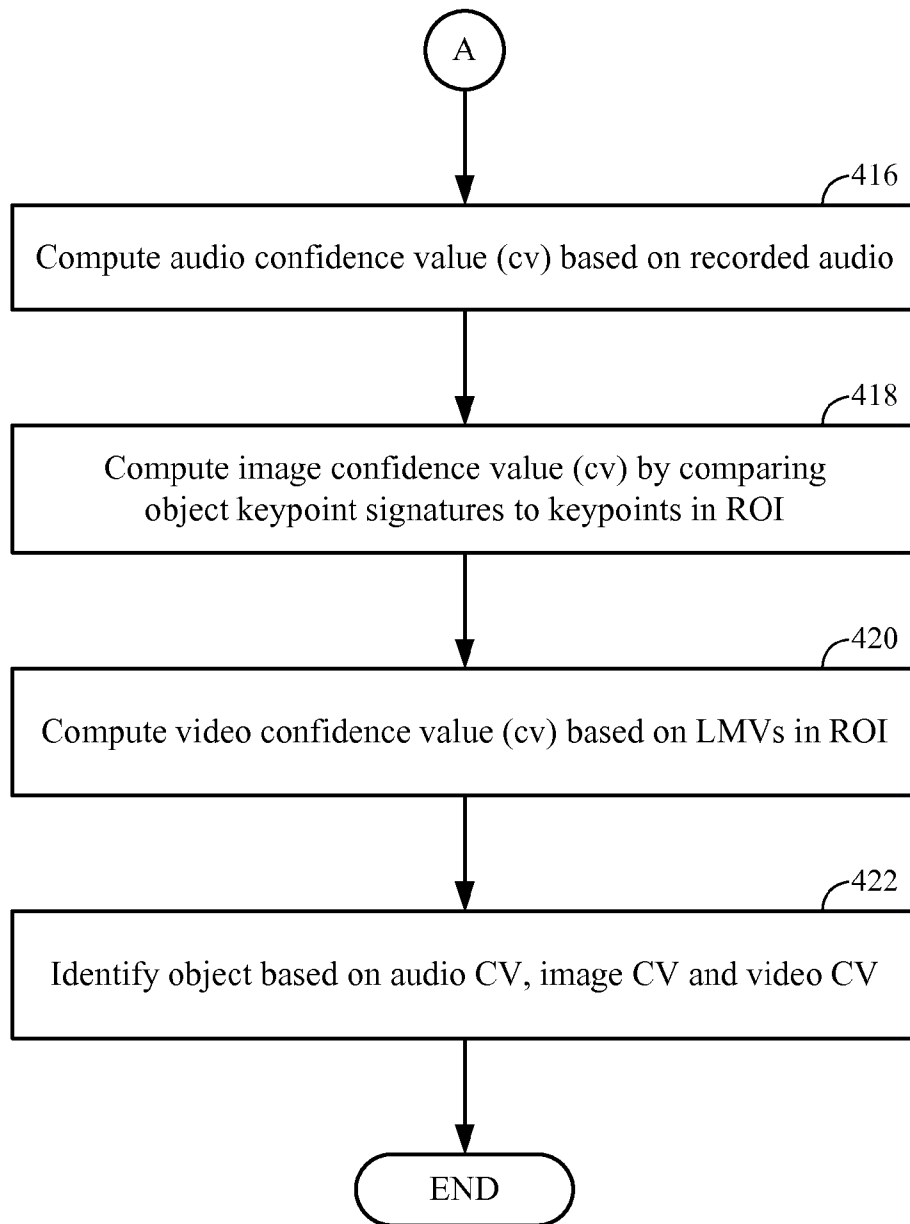 A
416
Compute audio confidence value (cv) based on recorded audio
418
Compute image confidence value (cv) by comparing
object keypoint signatures to keypoints in ROI
420
Compute video confidence value (cv) based on LMVs in ROI
422
Identify object based on audio CV, image CV and video CV
END